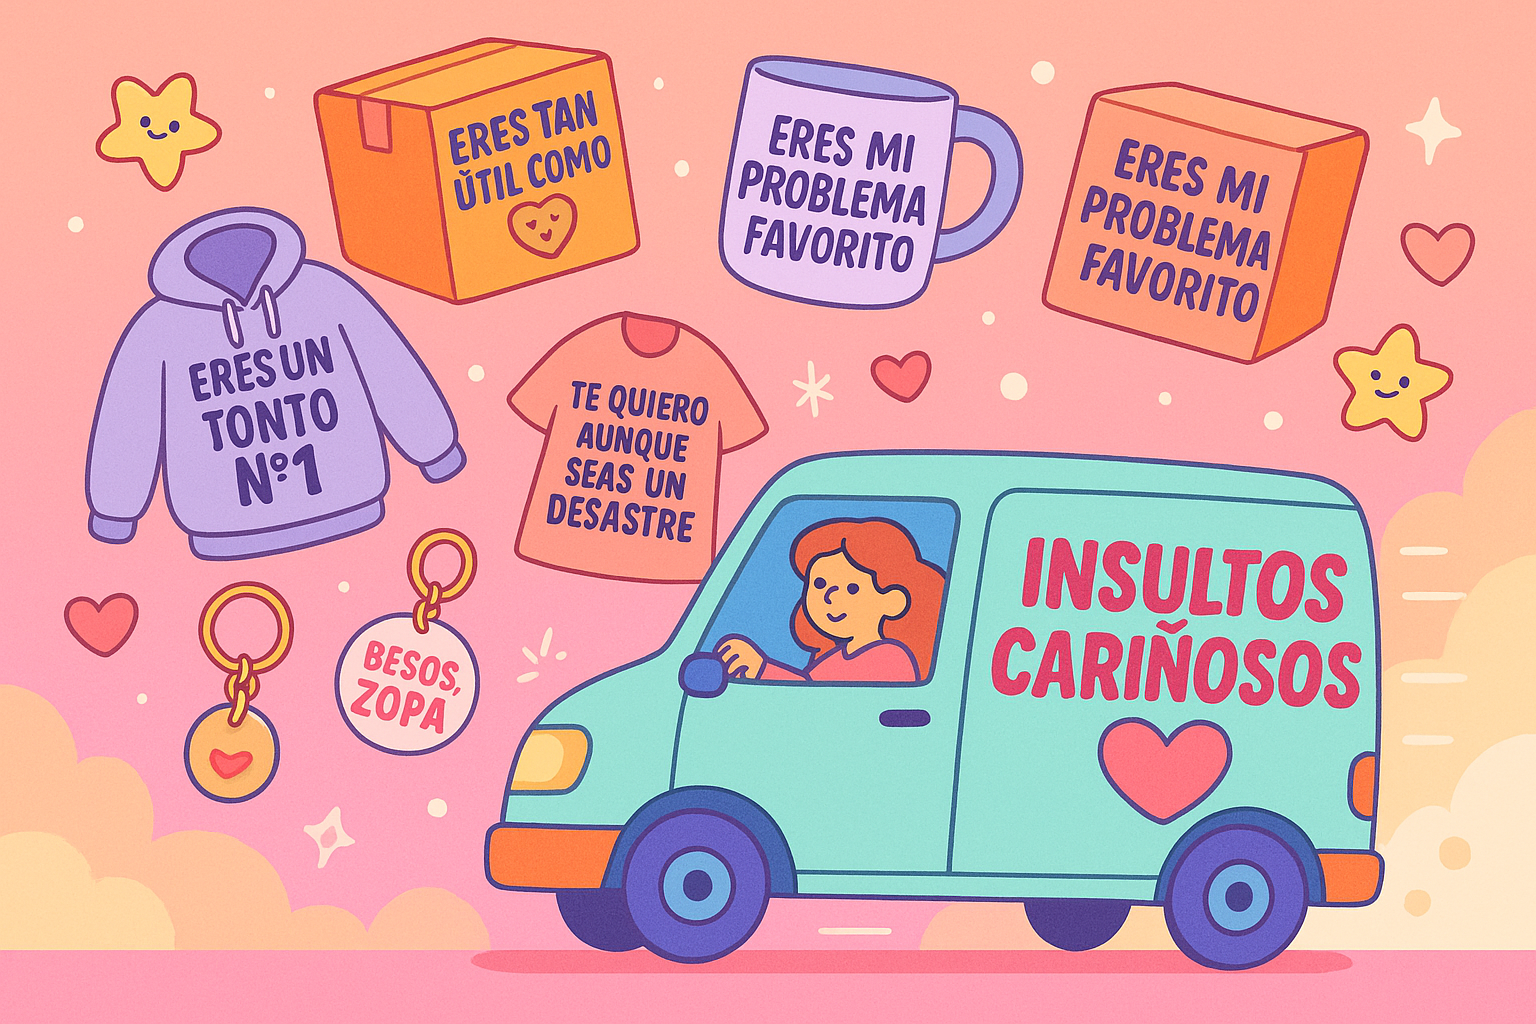 ERES TAN
ŬTIL COMO
ERES MI
PROBLEMA
FAVORITO
ERES MI
PROBLEMA
FAVORITO
ERES UN
TONTO
Nº1
TE QUIERO
AUNQUE
SEAS UN
DESASTRE
BESOS,
ZOPA
INSULTOS
CARIÑOSOS